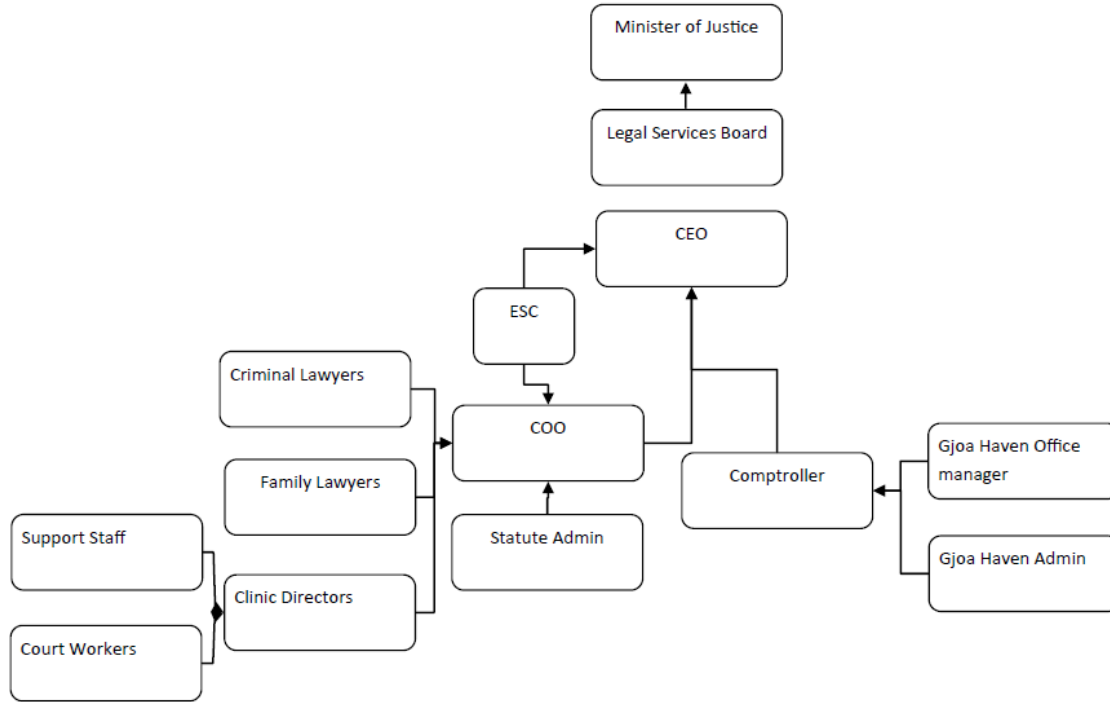 Minister of Justice
Legal Services Board
CEO
ESC
Criminal Lawyers
COO
Gjoa Haven Office
manager
Family Lawyers
Comptroller
Support Staff
Statute Admin
Gjoa Haven Admin
Clinic Directors
Court Workers